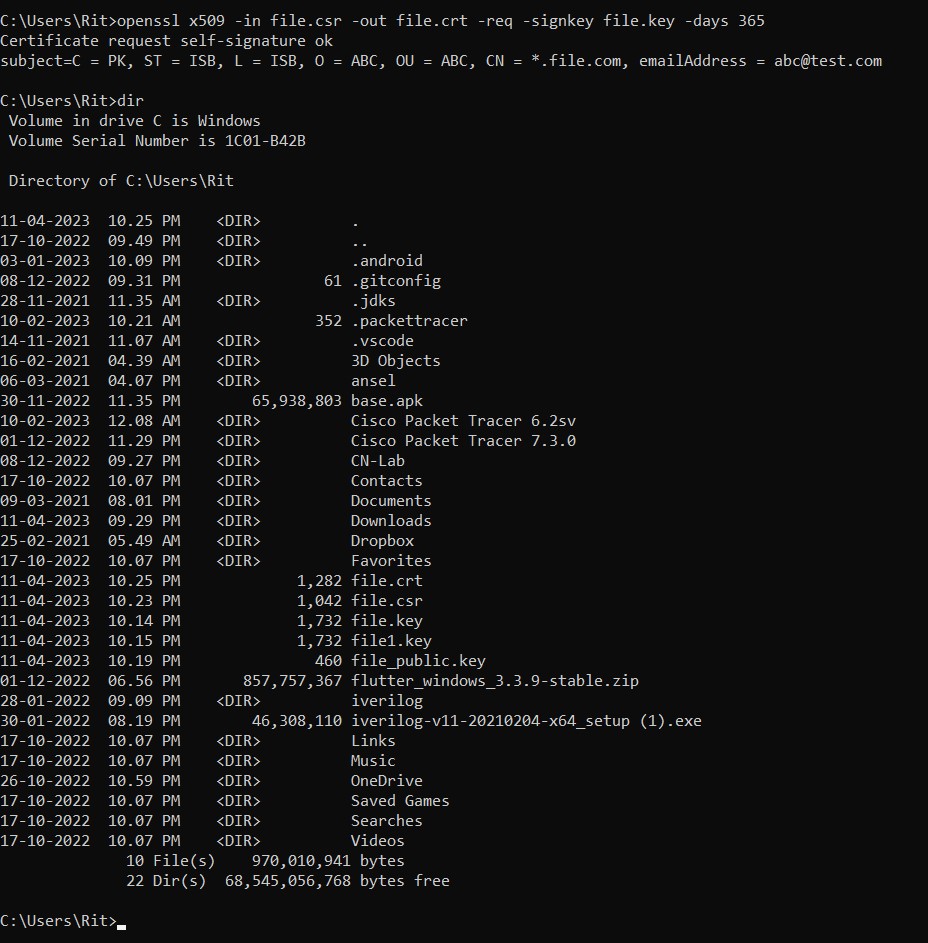 C:\Users\Rit>openssl x509 -in file.csr -out file.crt -req -signkey file.key -days 365
Certificate request self-signature ok
subject=C = PK, ST = ISB, L = ISB, O = ABC, OU = ABC, CN = *.file.com, emailAddress = abc@test.com
C:\Users\Rit>dir
 Volume in drive C is Windows
 Volume Serial Number is 1C01-B42B
 Directory of C:\Users\Rit
11-04-2023  10.25 PM    <DIR>          .
17-10-2022  09.49 PM    <DIR>          ..
03-01-2023  10.09 PM    <DIR>          .android
08-12-2022  09.31 PM                61 .gitconfig
28-11-2021  11.35 AM    <DIR>          .jdks
10-02-2023  10.21 AM               352 .packettracer
14-11-2021  11.07 AM    <DIR>          .vscode
16-02-2021  04.39 AM    <DIR>          3D Objects
06-03-2021  04.07 PM    <DIR>          ansel
30-11-2022  11.35 PM        65,938,803 base.apk
10-02-2023  12.08 AM    <DIR>          Cisco Packet Tracer 6.2sv
01-12-2022  11.29 PM    <DIR>          Cisco Packet Tracer 7.3.0
08-12-2022  09.27 PM    <DIR>          CN-Lab
17-10-2022  10.07 PM    <DIR>          Contacts
09-03-2021  08.01 PM    <DIR>          Documents
11-04-2023  09.29 PM    <DIR>          Downloads
25-02-2021  05.49 AM    <DIR>          Dropbox
17-10-2022  10.07 PM    <DIR>          Favorites
11-04-2023  10.25 PM             1,282 file.crt
11-04-2023  10.23 PM             1,042 file.csr
11-04-2023  10.14 PM             1,732 file.key
11-04-2023  10.15 PM             1,732 file1.key
11-04-2023  10.19 PM               460 file_public.key
01-12-2022  06.56 PM       857,757,367 flutter_windows_3.3.9-stable.zip
28-01-2022  09.09 PM    <DIR>          iverilog
30-01-2022  08.19 PM        46,308,110 iverilog-v11-20210204-x64_setup (1).exe
17-10-2022  10.07 PM    <DIR>          Links
17-10-2022  10.07 PM    <DIR>          Music
26-10-2022  10.59 PM    <DIR>          OneDrive
17-10-2022  10.07 PM    <DIR>          Saved Games
17-10-2022  10.07 PM    <DIR>          Searches
17-10-2022  10.07 PM    <DIR>          Videos
              10 File(s)    970,010,941 bytes
              22 Dir(s)  68,545,056,768 bytes free
C:\Users\Rit>